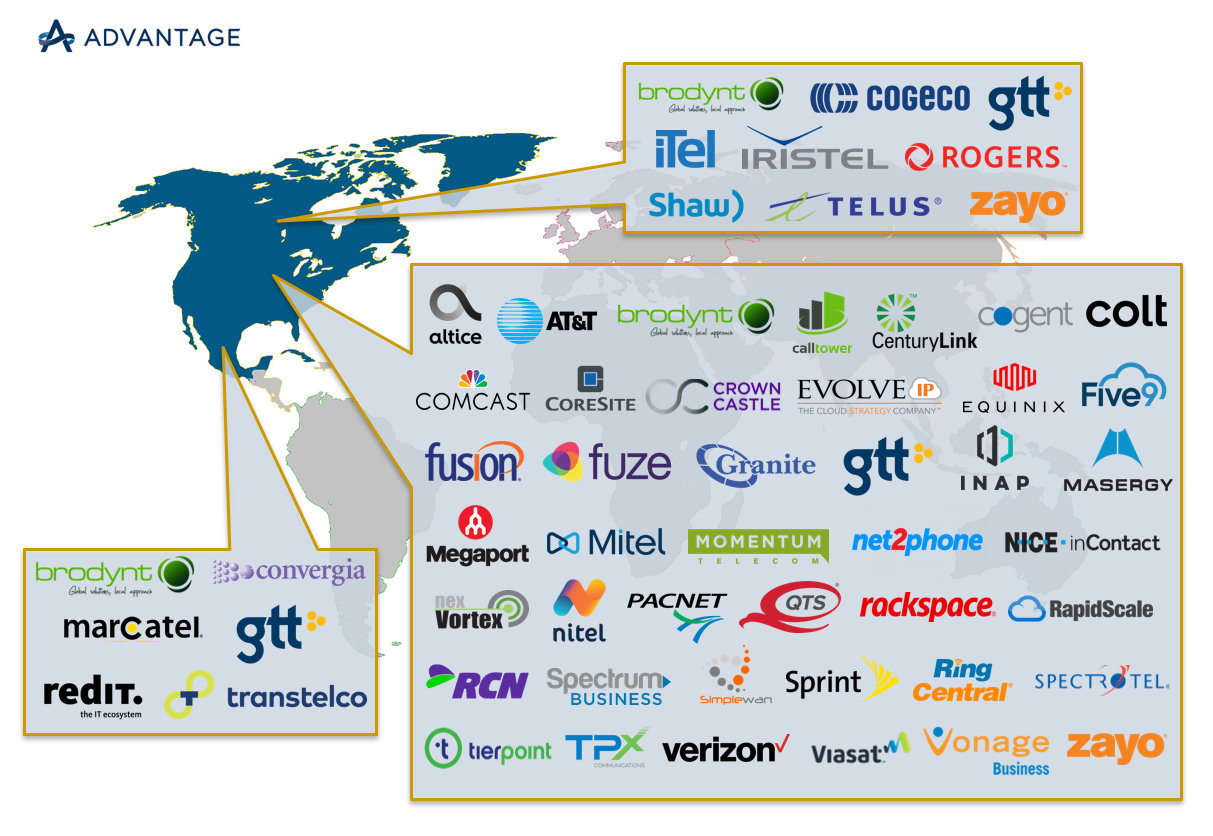 ADVANTAGE
brodynt
Global solutions, local approach
COGECO
gtt
iTel
IRISTEL
ROGERS™
Shaw)
TELUS®
zayo
altice
AT&T
brodynt
Global solutions, local approach
calltower
CenturyLink™
cogent
colt
COMCAST
CORESITE
CROWN
CASTLE
EVOLVE IP
THE CLOUD STRATEGY COMPANY™
EQUINIX
Five9
fusion
fuze
Granite
gtt
INAP
MASERGY
Megaport
Mitel
MOMENTUM
TELECOM
net2phone
NICE inContact
nex
Vortex
nitel
PACNET
QTS®
rackspace®
RapidScale
RCN
Spectrum
BUSINESS
Simplewan
Sprint
Ring
Central®
SPECTROTEL®
tierpoint
TPX
COMMUNICATIONS
verizon
Viasat
Vonage
Business
zayo
brodynt
Global solutions, local approach
convergia
marcatel
gtt
redIT.
the IT ecosystem
T
transtelco